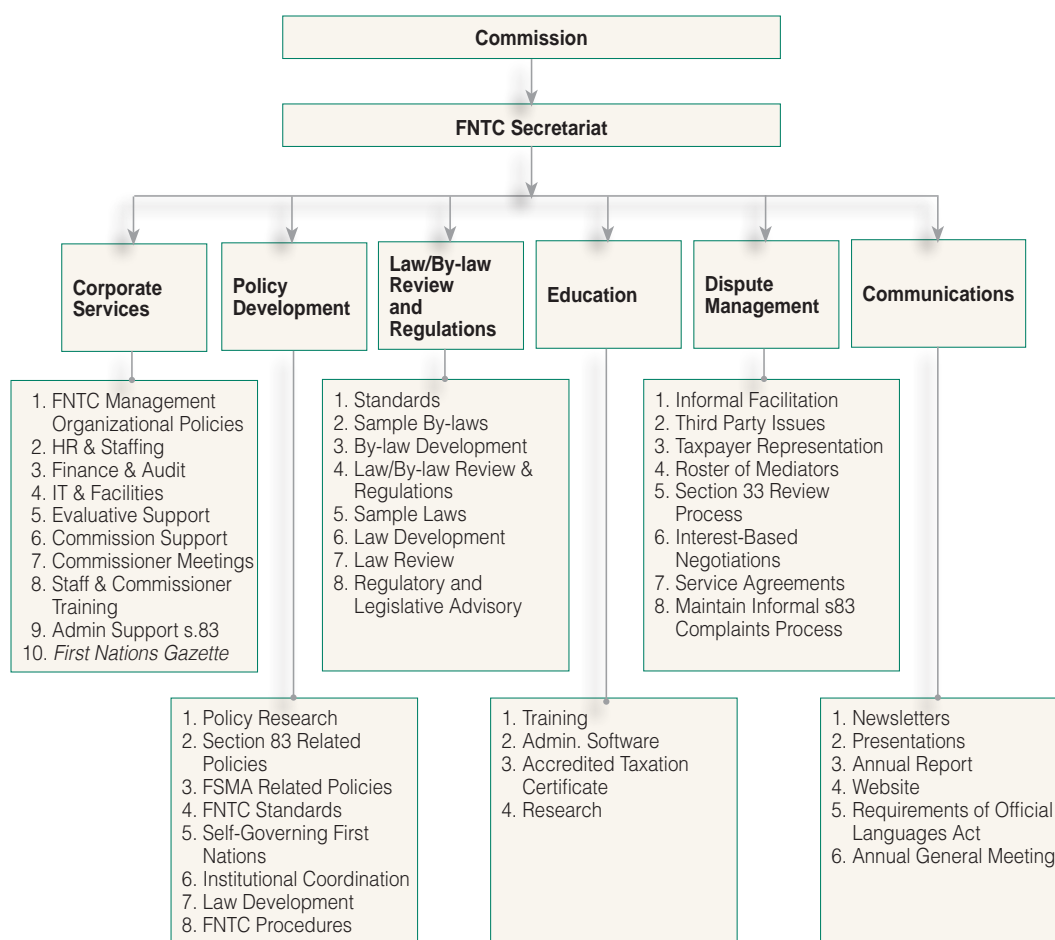 Commission
FNTC Secretariat
Corporate
Services
Policy
Development
Law/By-law
Review
and
Regulations
Education
Dispute
Management
Communications
1. FNTC Management
Organizational Policies
2. HR & Staffing
3. Finance & Audit
4. IT & Facilities
5. Evaluative Support
6. Commission Support
7. Commissioner Meetings
8. Staff & Commissioner
Training
9. Admin Support s.83
10. First Nations Gazette
1. Standards
2. Sample By-laws
3. By-law Development
4. Law/By-law Review &
Regulations
5. Sample Laws
6. Law Development
7. Law Review
8. Regulatory and
Legislative Advisory
1. Informal Facilitation
2. Third Party Issues
3. Taxpayer Representation
4. Roster of Mediators
5. Section 33 Review
Process
6. Interest-Based
Negotiations
7. Service Agreements
8. Maintain Informal s83
Complaints Process
1. Policy Research
2. Section 83 Related
Policies
3. FSMA Related Policies
4. FNTC Standards
5. Self-Governing First
Nations
6. Institutional Coordination
7. Law Development
8. FNTC Procedures
1. Training
2. Admin. Software
3. Accredited Taxation
Certificate
4. Research
1. Newsletters
2. Presentations
3. Annual Report
4. Website
5. Requirements of Official
Languages Act
6. Annual General Meeting